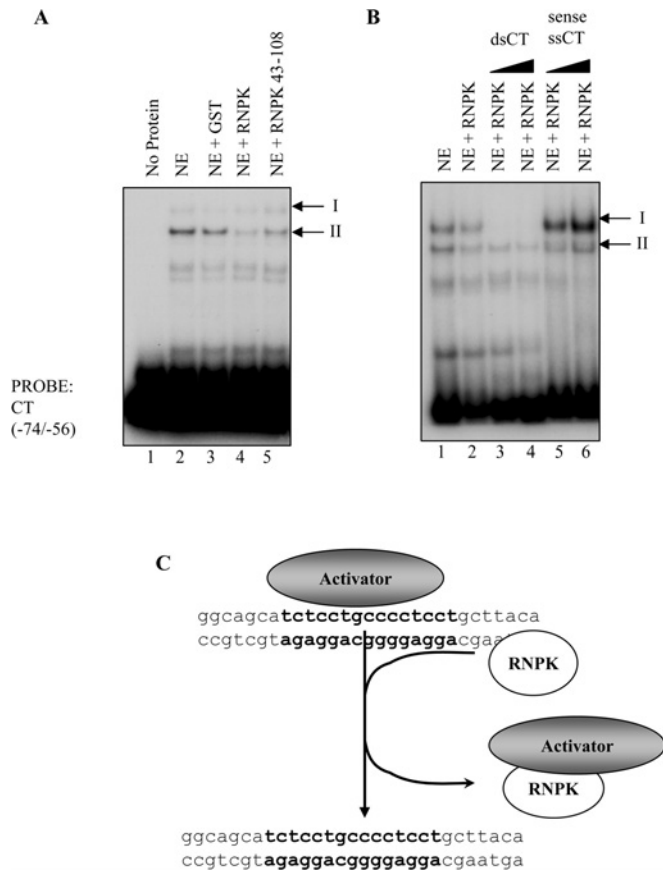 A
No Protein
NE
NE + GST
NE + RNPK
NE + RNPK 43-108
I
II
PROBE:
CT
(-74/-56)
1 2 3 4 5
B
dsCT
sense
ssCT
NE
NE + RNPK
NE + RNPK
NE + RNPK
NE + RNPK
NE + RNPK
I
II
1 2 3 4 5 6
C
Activator
ggcagcatctcctgcccctcctgcttaca
RNPK
Activator
RNPK
ggcagcatctcctgcccctcctgcttaca
ccgtcgtagaggacggggaggacgaatga